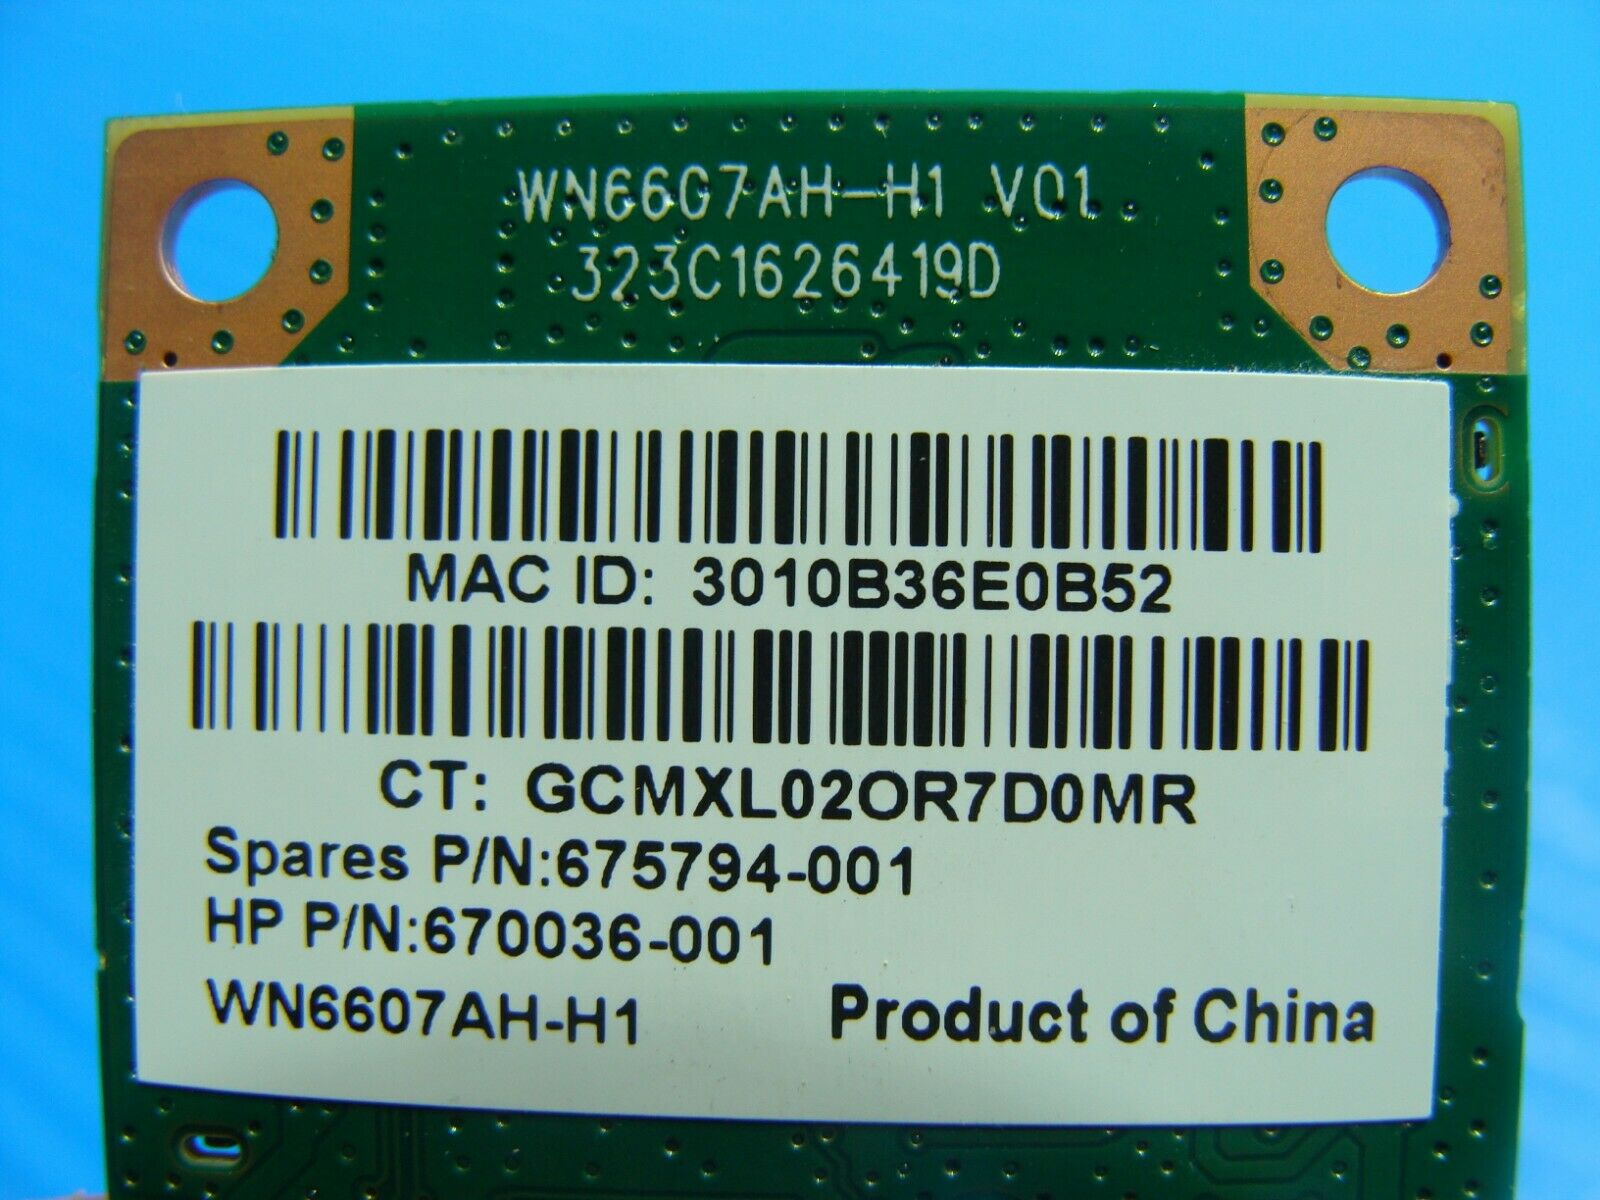 WN6607AH-H1 V01
323C1626419D
MAC ID: 3010B36E0B52
CT: GCMXL02OR7D0MR
Spares P/N:675794-001
HP P/N:670036-001
WN6607AH-H1 Product of China